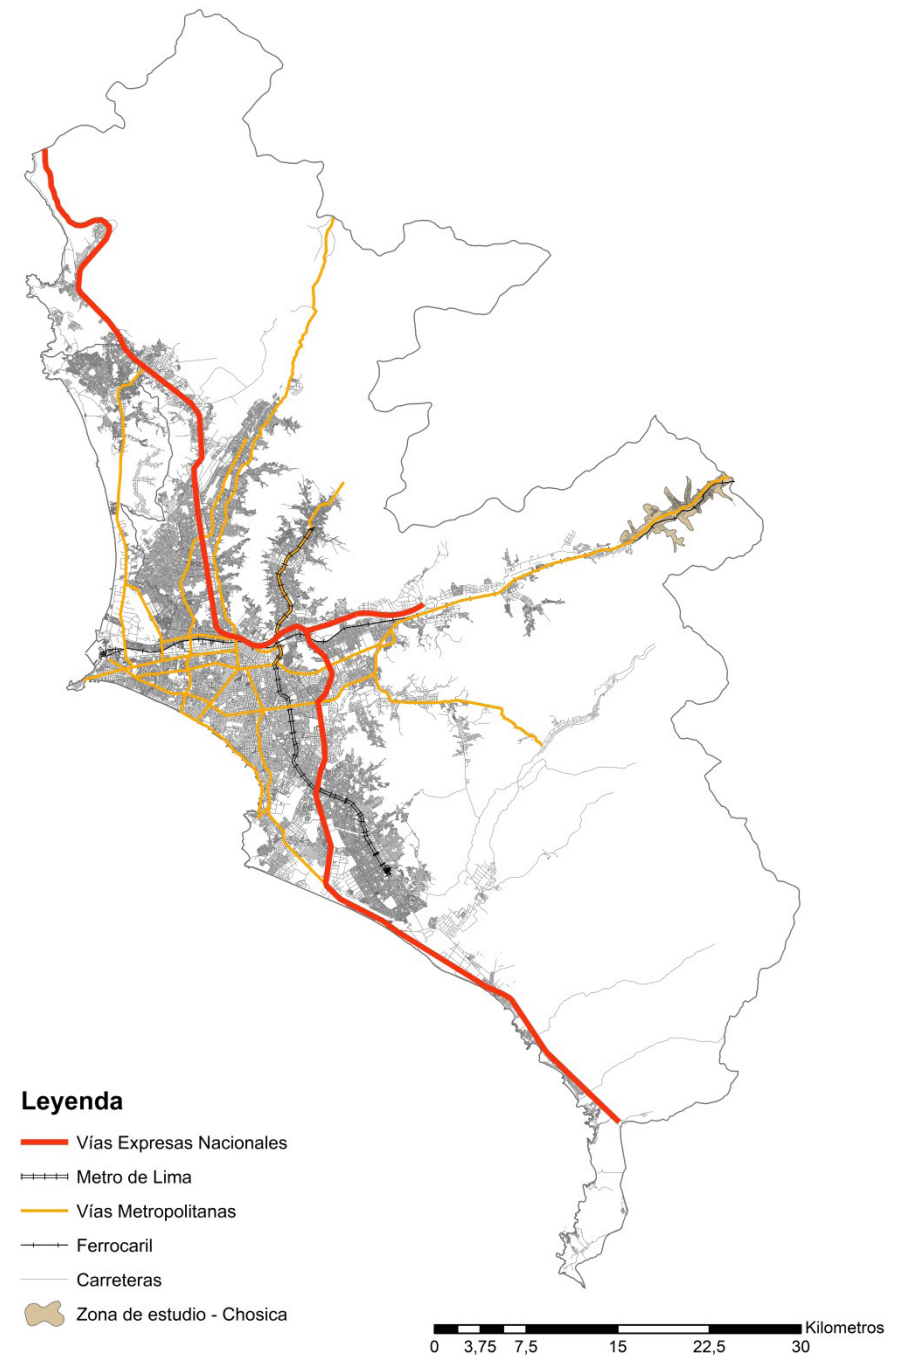 Leyenda
Vías Expresas Nacionales
Metro de Lima
Vías Metropolitanas
Ferrocaril
Carreteras
Zona de estudio - Chosica
Kilometros
0 3,75 7,5 15 22,5 30